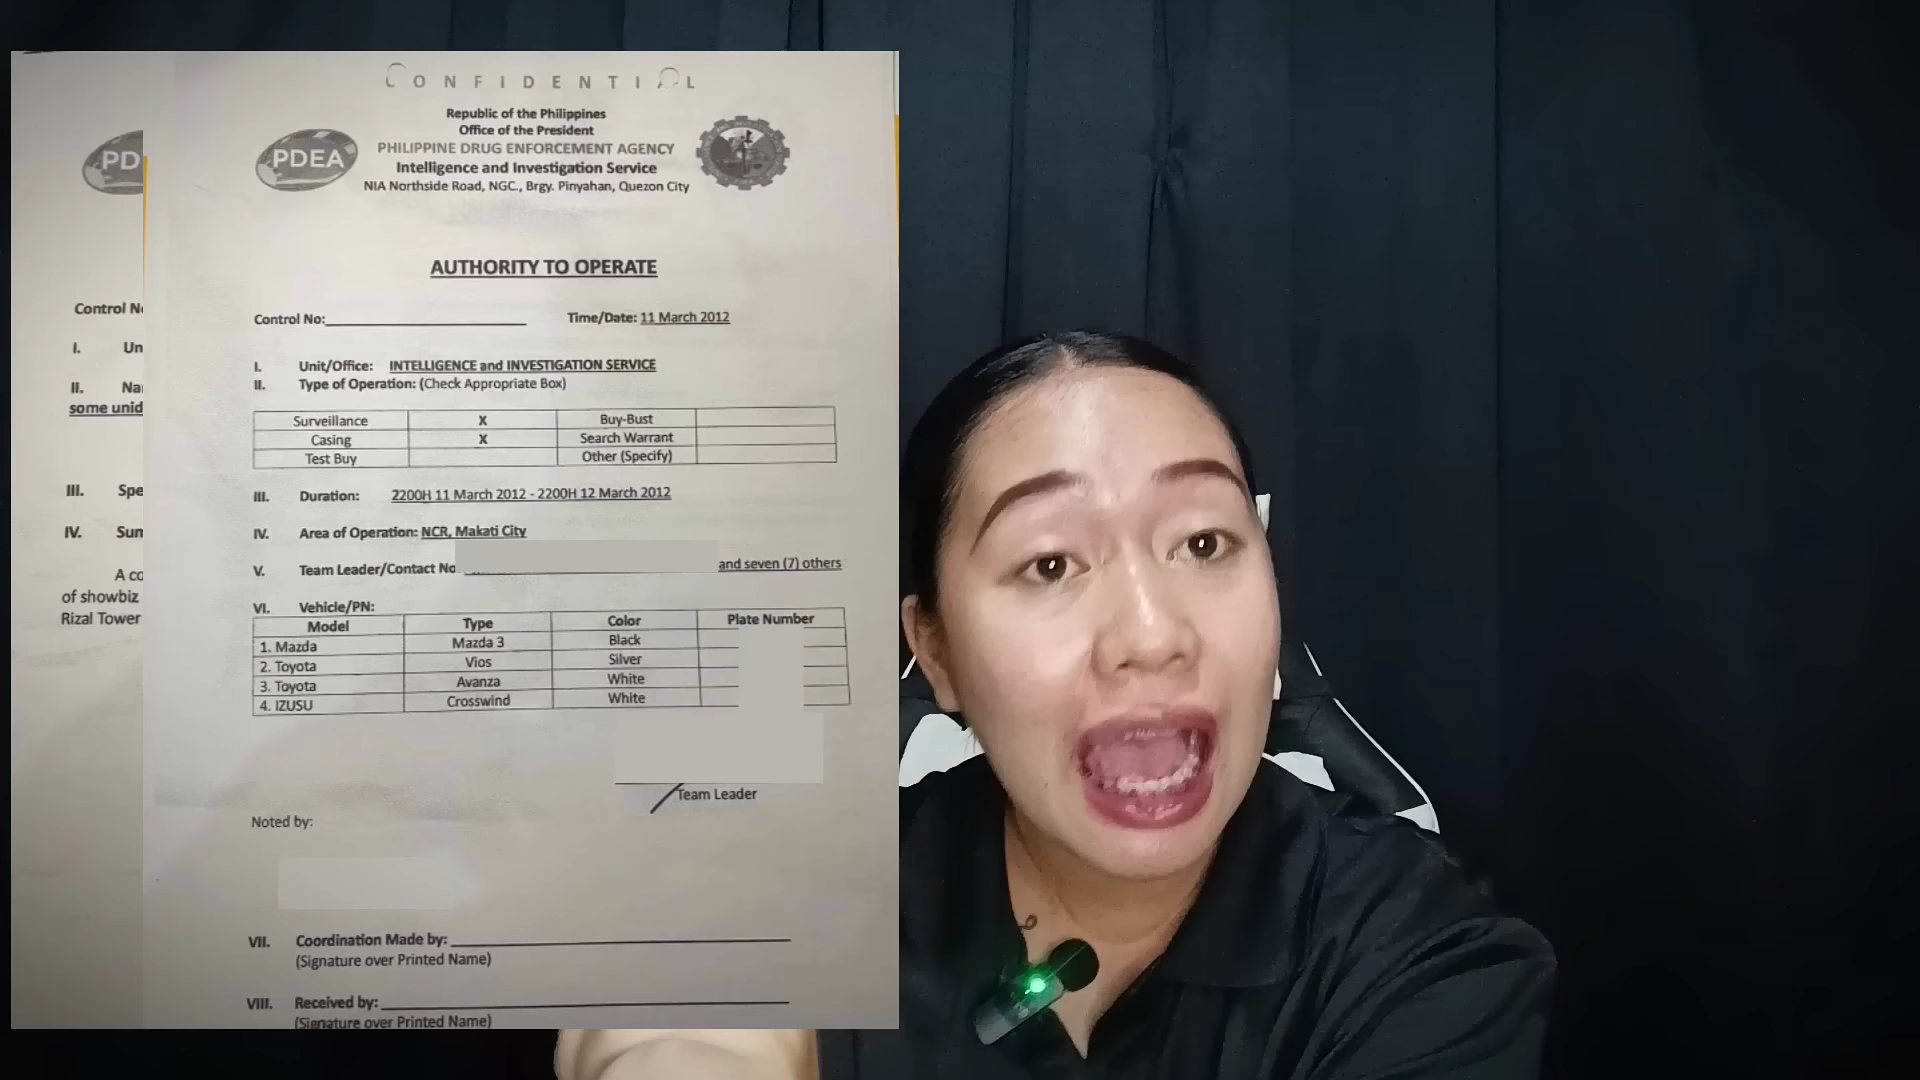 CONFIDENTIAL
Republic of the Philippines
Office of the President
PHILIPPINE DRUG ENFORCEMENT AGENCY
Intelligence and Investigation Service
NIA Northside Road, NGC., Brgy. Pinyahan, Quezon City
PDEA
AUTHORITY TO OPERATE
Control No: Time/Date: 11 March 2012
I. Unit/Office: INTELLIGENCE and INVESTIGATION SERVICE
II. Type of Operation: (Check Appropriate Box)
Surveillance X Buy-Bust
Casing X Search Warrant
Test Buy Other (Specify)
III. Duration: 2200H 11 March 2012 - 2200H 12 March 2012
IV. Area of Operation: NCR, Makati City
V. Team Leader/Contact No and seven (7) others
VI. Vehicle/PN:
Model Type Color Plate Number
1. Mazda Mazda 3 Black
2. Toyota Vios Silver
3. Toyota Avanza White
4. IZUSU Crosswind White
Team Leader
Noted by:
VII. Coordination Made by:
(Signature over Printed Name)
VIII. Received by:
(Signature over Printed Name)
PD
Control N
I. Un
II. Na
some unid
III. Spe
IV. Sum
A co
of showbiz
Rizal Tower